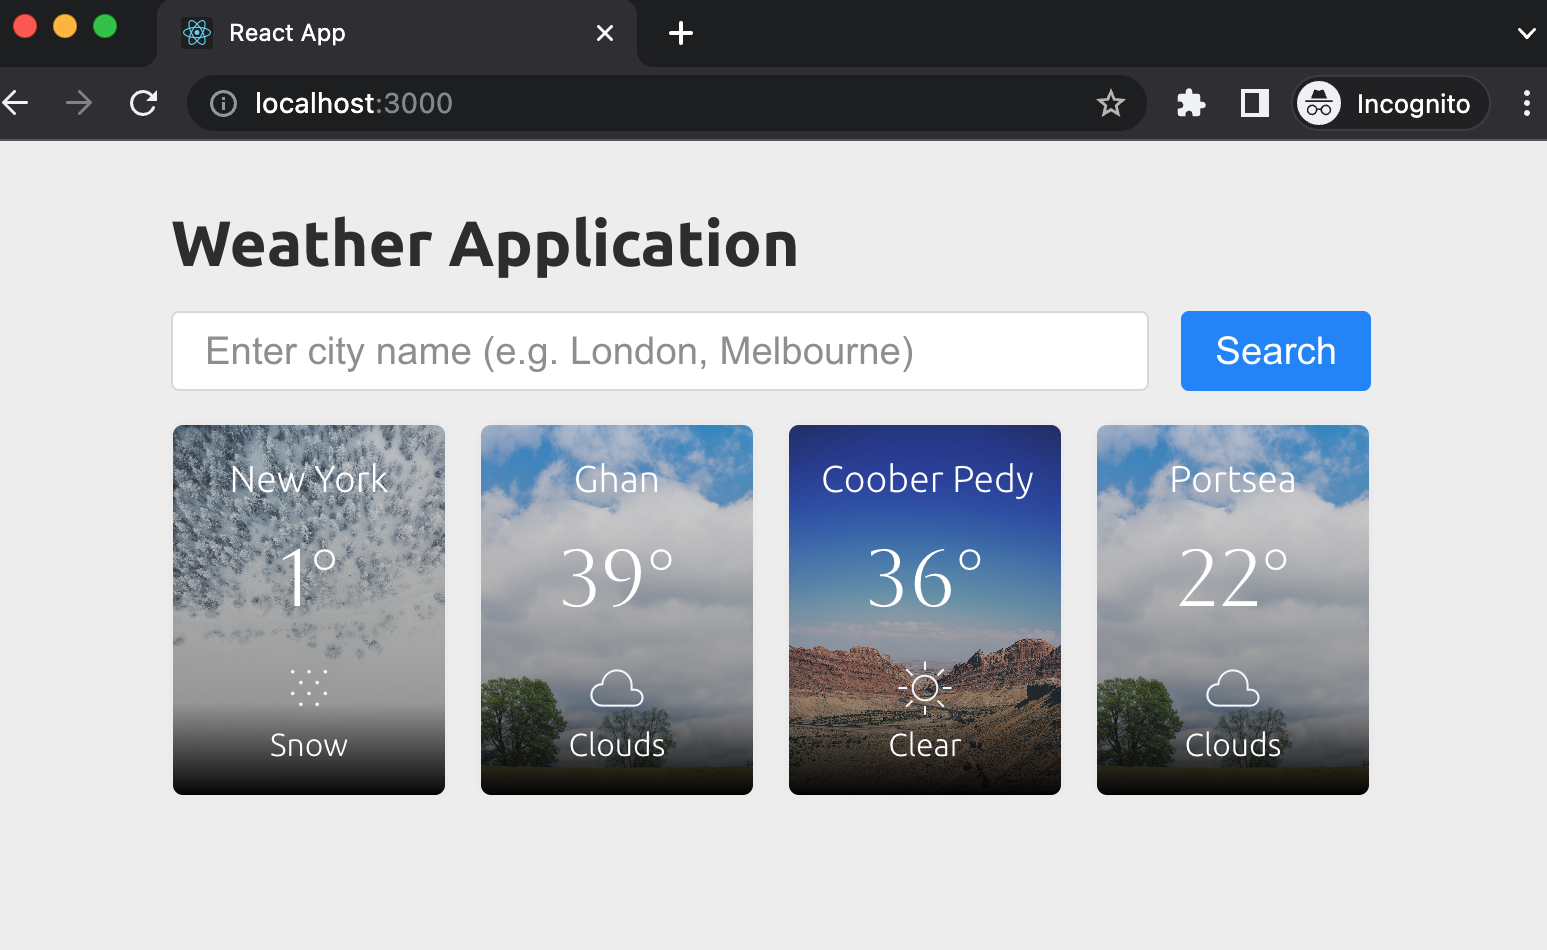 React App
localhost:3000
Incognito
Weather Application
Enter city name (e.g. London, Melbourne)
Search
New York
1°
Snow
Ghan
39°
Clouds
Coober Pedy
36°
Clear
Portsea
22°
Clouds